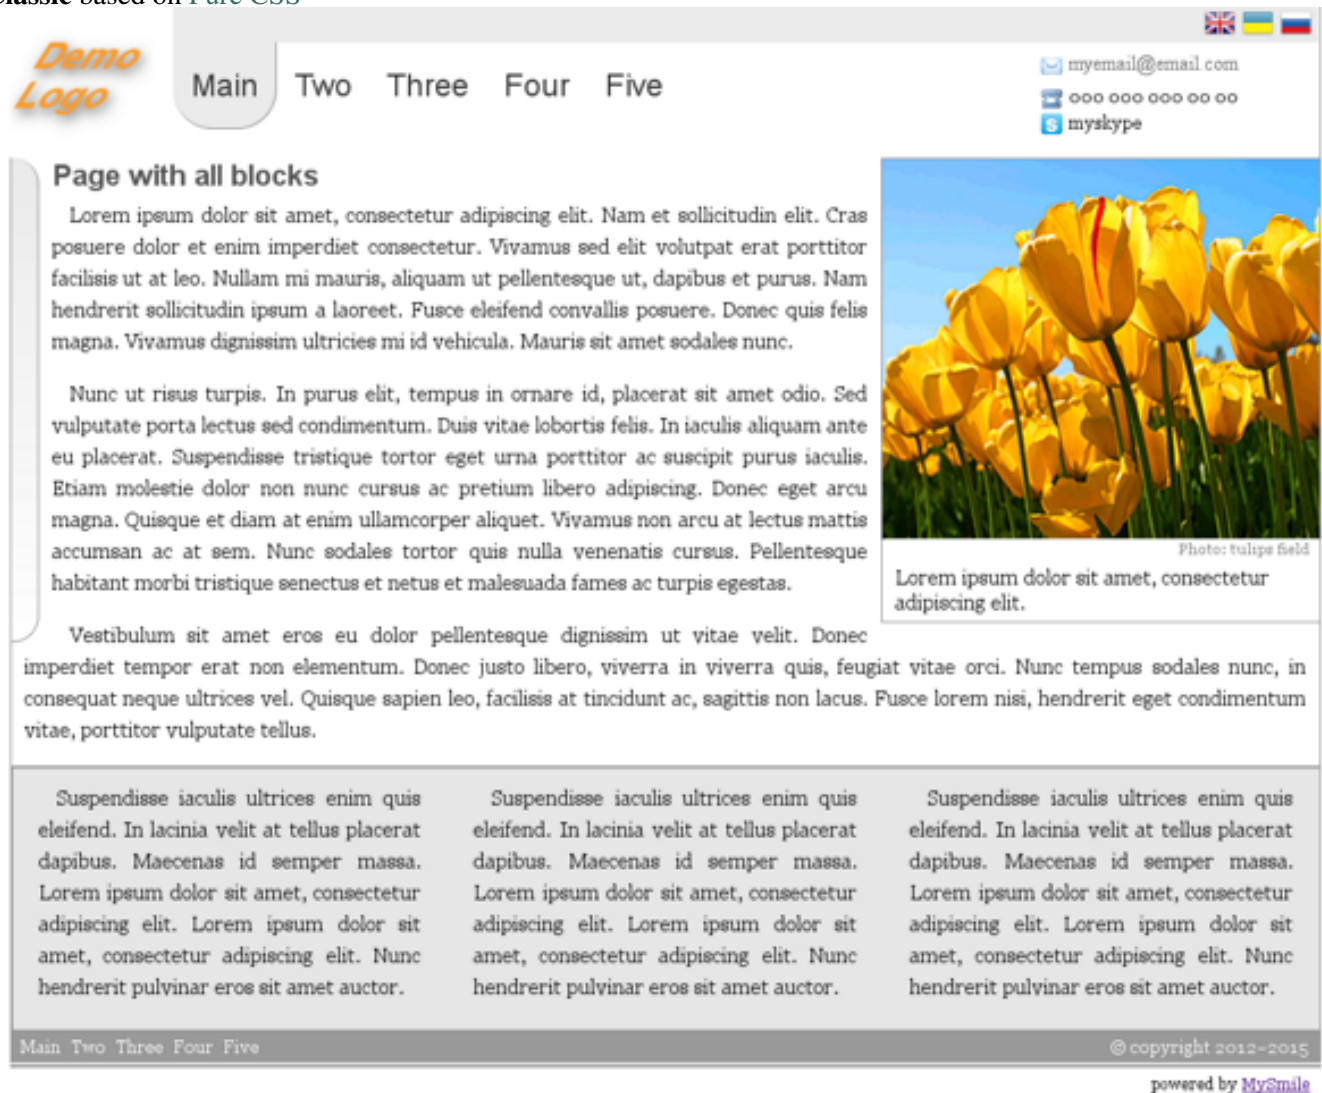 Classic based on Pure CSS
Demo
Logo
Main Two Three Four Five
myemail@email.com
000 000 000 00 00
myskype
Page with all blocks
Lorem ipsum dolor sit amet, consectetur adipiscing elit. Nam et sollicitudin elit. Cras
posuere dolor et enim imperdiet consectetur. Vivamus sed elit volutpat erat porttitor
facilisis ut at leo. Nullam mi mauris, aliquam ut pellentesque ut, dapibus et purus. Nam
hendrerit sollicitudin ipsum a laoreet. Fusce eleifend convallis posuere. Donec quis felis
magna. Vivamus dignissim ultricies mi id vehicula. Mauris sit amet sodales nunc.
Nunc ut risus turpis. In purus elit, tempus in ornare id, placerat sit amet odio. Sed
vulputate porta lectus sed condimentum. Duis vitae lobortis felis. In iaculis aliquam ante
eu placerat. Suspendisse tristique tortor eget urna porttitor ac suscipit purus iaculis.
Etiam molestie dolor non nunc cursus ac pretium libero adipiscing. Donec eget arcu
magna. Quisque et diam at enim ullamcorper aliquet. Vivamus non arcu at lectus mattis
accumsan ac at sem. Nunc sodales tortor quis nulla venenatis cursus. Pellentesque
habitant morbi tristique senectus et netus et malesuada fames ac turpis egestas.
Photo: tulips field
Lorem ipsum dolor sit amet, consectetur
adipiscing elit.
Vestibulum sit amet eros eu dolor pellentesque dignissim ut vitae velit. Donec
imperdiet tempor erat non elementum. Donec justo libero, viverra in viverra quis, feugiat vitae orci. Nunc tempus sodales nunc, in
consequat neque ultrices vel. Quisque sapien leo, facilisis at tincidunt ac, sagittis non lacus. Fusce lorem nisi, hendrerit eget condimentum
vitae, porttitor vulputate tellus.
Suspendisse iaculis ultrices enim quis
eleifend. In lacinia velit at tellus placerat
dapibus. Maecenas id semper massa.
Lorem ipsum dolor sit amet, consectetur
adipiscing elit. Lorem ipsum dolor sit
amet, consectetur adipiscing elit. Nunc
hendrerit pulvinar eros sit amet auctor.
Suspendisse iaculis ultrices enim quis
eleifend. In lacinia velit at tellus placerat
dapibus. Maecenas id semper massa.
Lorem ipsum dolor sit amet, consectetur
adipiscing elit. Lorem ipsum dolor sit
amet, consectetur adipiscing elit. Nunc
hendrerit pulvinar eros sit amet auctor.
Suspendisse iaculis ultrices enim quis
eleifend. In lacinia velit at tellus placerat
dapibus. Maecenas id semper massa.
Lorem ipsum dolor sit amet, consectetur
adipiscing elit. Lorem ipsum dolor sit
amet, consectetur adipiscing elit. Nunc
hendrerit pulvinar eros sit amet auctor.
Main Two Three Four Five
© copyright 2012-2015
powered by MySmile